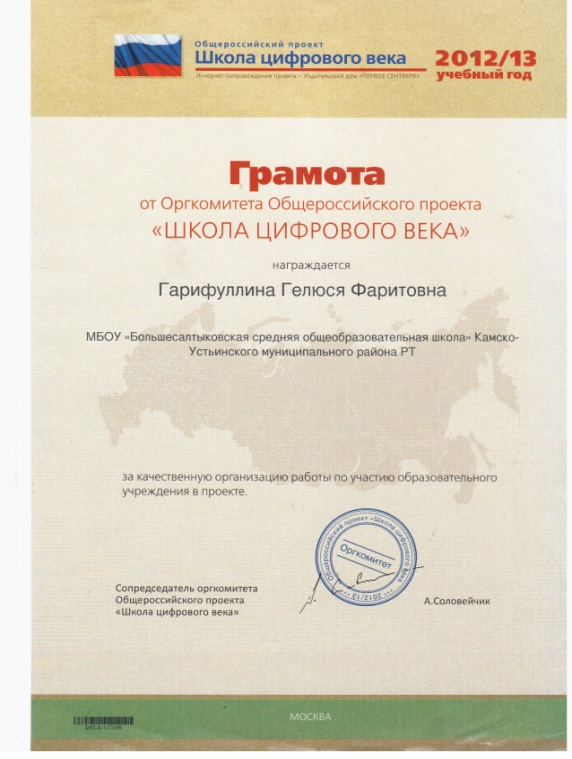 Общероссийский проект
Школа цифрового века
Интернет-сопровождение проекта – Издательский дом «ПЕРВОЕ СЕНТЯБРЯ»
2012/13
учебный год
Грамота
от Оргкомитета Общероссийского проекта
«ШКОЛА ЦИФРОВОГО ВЕКА»
награждается
Гарифуллина Гелюся Фаритовна
МБОУ «Большесалтыковская средняя общеобразовательная школа» Камско-
Устьинского муниципального района РТ
за качественную организацию работы по участию образовательного
учреждения в проекте.
Общероссийский проект «Школа цифрового века»
Оргкомитет
2012/13
Сопредседатель оргкомитета
Общероссийского проекта
«Школа цифрового века»
А.Соловейчик
МОСКВА